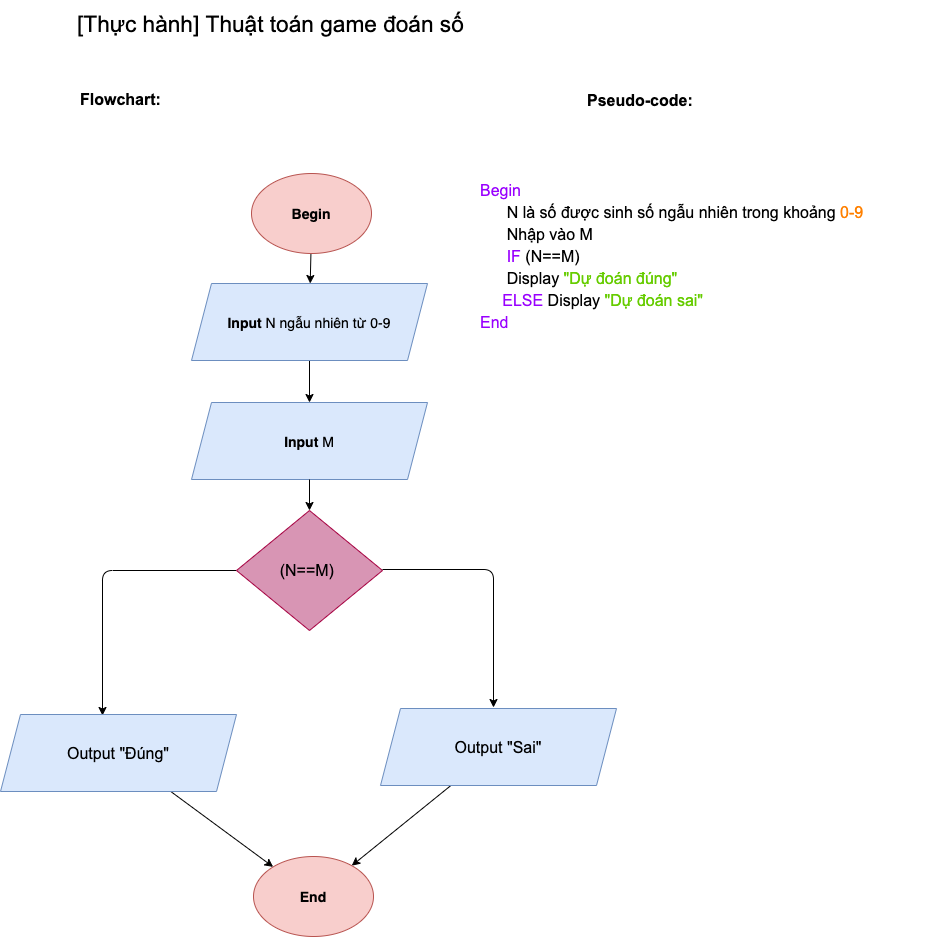 [Thực hành] Thuật toán game đoán số
Flowchart:
Begin
Input N ngẫu nhiên từ 0-9
Input M
(N==M)
Output "Đúng"
Output "Sai"
End
Pseudo-code:
Begin
N là số được sinh số ngẫu nhiên trong khoảng 0-9
Nhập vào M
IF (N==M)
Display "Dự đoán đúng"
ELSE Display "Dự đoán sai"
End